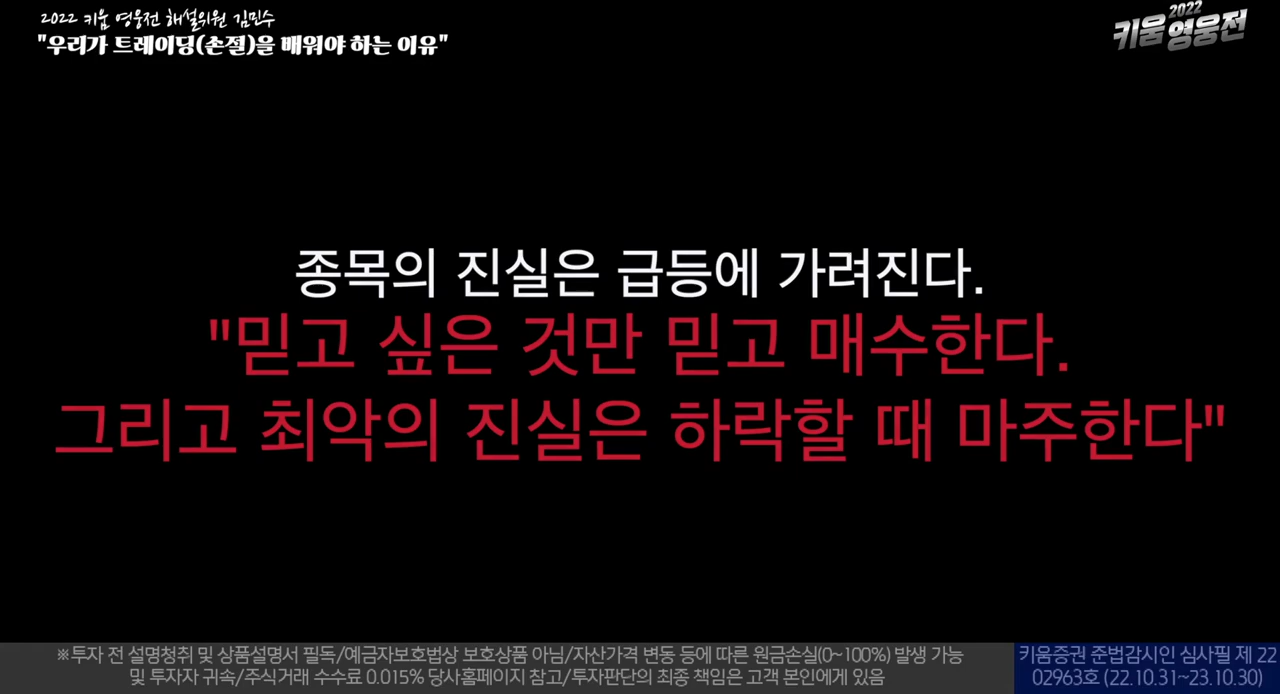 2022 키움 영웅전 해설위원 김민수
"우리가 트레이딩(손절)을 배워야 하는 이유"
2022
키움영웅전
종목의 진실은 급등에 가려진다.
"믿고 싶은 것만 믿고 매수한다.
그리고 최악의 진실은 하락할 때 마주한다"
※투자 전 설명청취 및 상품설명서 필독/예금자보호법상 보호상품 아님/자산가격 변동 등에 따른 원금손실(0~100%) 발생 가능
및 투자자 귀속/주식거래 수수료 0.015% 당사홈페이지 참고/투자판단의 최종 책임은 고객 본인에게 있음
키움증권 준법감시인 심사필 제 22
02963호 (22.10.31~23.10.30)